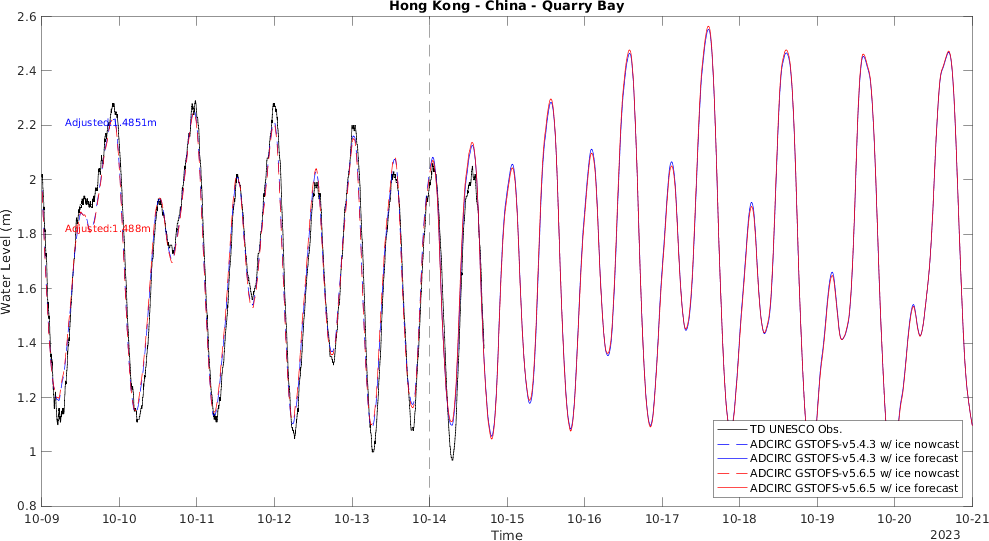 Hong Kong - China - Quarry Bay
Water Level (m)
2.6
2.4
2.2
2
1.8
1.6
1.4
1.2
1
0.8
Adjusted:1.4851m
Adjusted:1.488m
TD UNESCO Obs.
ADCIRC GSTOFS-v5.4.3 w/ ice nowcast
ADCIRC GSTOFS-v5.4.3 w/ ice forecast
ADCIRC GSTOFS-v5.6.5 w/ ice nowcast
ADCIRC GSTOFS-v5.6.5 w/ ice forecast
10-09 10-10 10-11 10-12 10-13 10-14 10-15 10-16 10-17 10-18 10-19 10-20 10-21
Time
2023